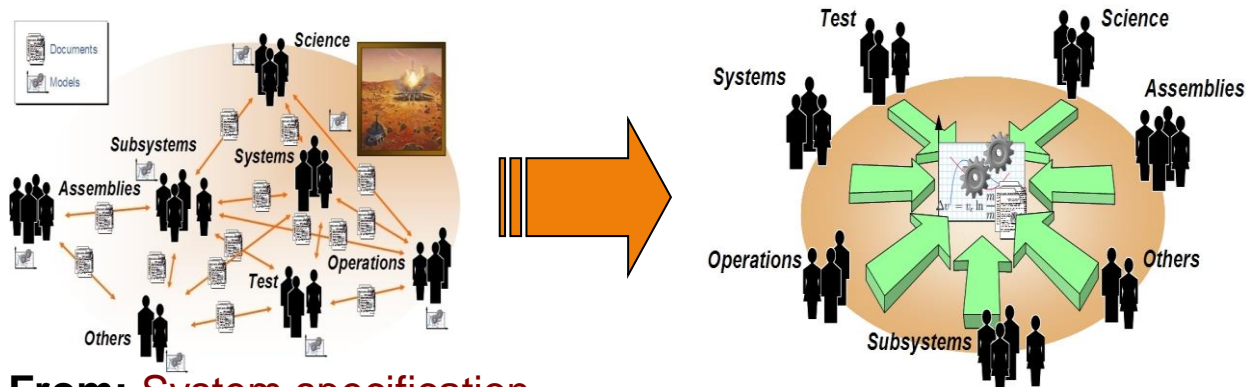 Documents
Models
Science
Subsystems
Systems
Assemblies
Operations
Test
Others
Test
Science
Systems
Assemblies
Operations
Others
Subsystems
From: System specification